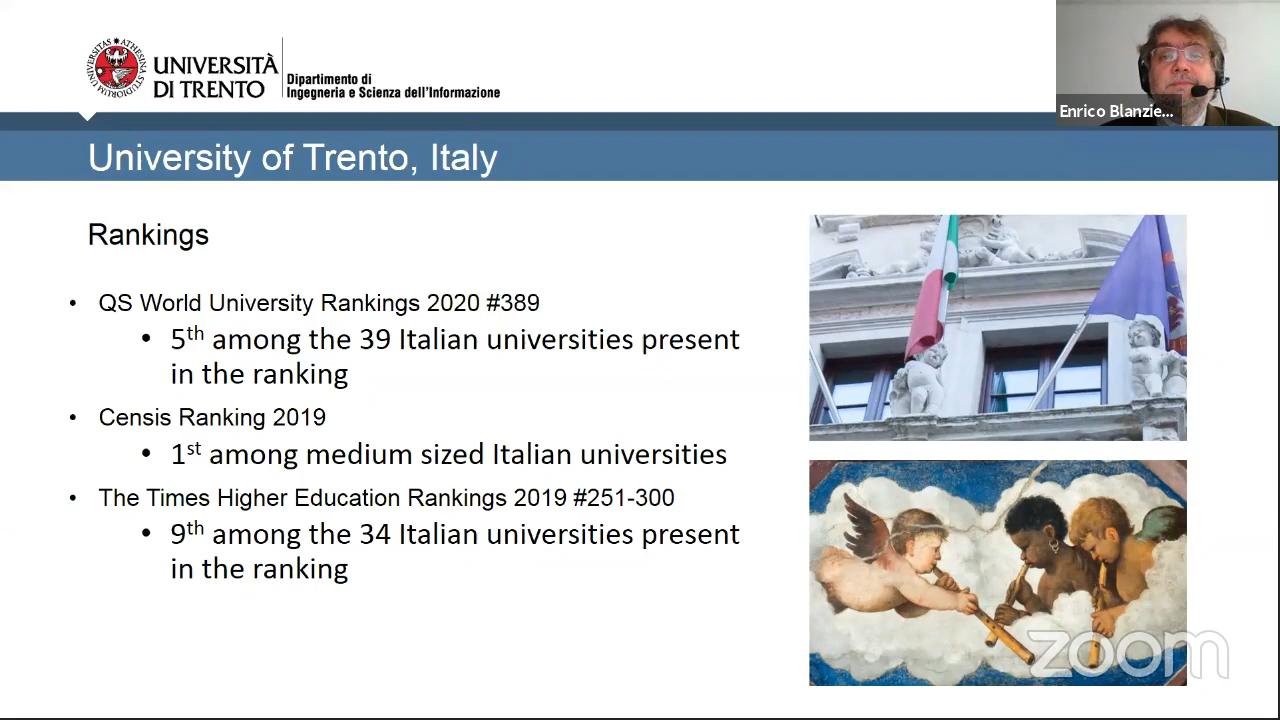 UNIVERSITÀ
DI TRENTO
Dipartimento di
Ingegneria e Scienza dell'Informazione
Enrico Blanzie...
University of Trento, Italy
Rankings
• QS World University Rankings 2020 #389
• 5th among the 39 Italian universities present
in the ranking
• Censis Ranking 2019
• 1st among medium sized Italian universities
• The Times Higher Education Rankings 2019 #251-300
• 9th among the 34 Italian universities present
in the ranking
zoom